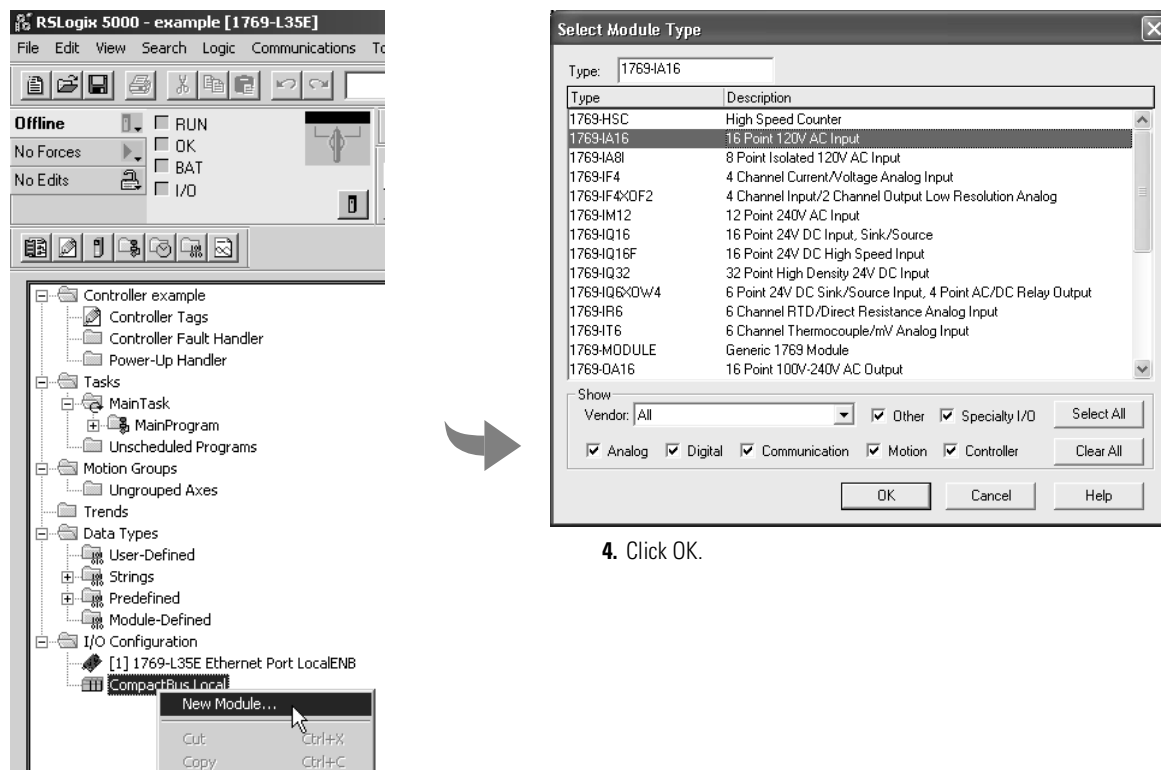 RSLogix 5000 - example [1769-L35E]
File Edit View Search Logic Communications To
Offline
RUN
No Forces
OK
BAT
No Edits
I/O
Controller example
Controller Tags
Controller Fault Handler
Power-Up Handler
Tasks
MainTask
MainProgram
Unscheduled Programs
Motion Groups
Ungrouped Axes
Trends
Data Types
User-Defined
Strings
Predefined
Module-Defined
I/O Configuration
[1] 1769-L35E Ethernet Port LocalENB
CompactBus Local
New Module...
Cut Ctrl+X
Copy Ctrl+C
Select Module Type
Type: 1769-IA16
Type Description
1769-HSC High Speed Counter
1769-IA16 16 Point 120V AC Input
1769-IA8I 8 Point Isolated 120V AC Input
1769-IF4 4 Channel Current/Voltage Analog Input
1769-IF4XOF2 4 Channel Input/2 Channel Output Low Resolution Analog
1769-IM12 12 Point 240V AC Input
1769-IQ16 16 Point 24V DC Input, Sink/Source
1769-IQ16F 16 Point 24V DC High Speed Input
1769-IQ32 32 Point High Density 24V DC Input
1769-IQ6XOW4 6 Point 24V DC Sink/Source Input, 4 Point AC/DC Relay Output
1769-IR6 6 Channel RTD/Direct Resistance Analog Input
1769-IT6 6 Channel Thermocouple/mV Analog Input
1769-MODULE Generic 1769 Module
1769-OA16 16 Point 100V-240V AC Output
Show
Vendor: All Other Specialty I/O Select All
Analog Digital Communication Motion Controller Clear All
OK Cancel Help
4. Click OK.